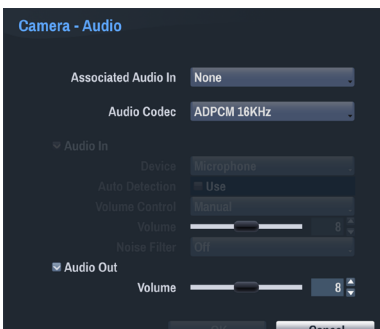 Camera - Audio
Associated Audio In None
Audio Codec ADPCM 16KHz
Audio In
Device Microphone
Auto Detection Use
Volume Control Manual
Volume 8
Noise Filter Off
Audio Out
Volume 8
OK Cancel